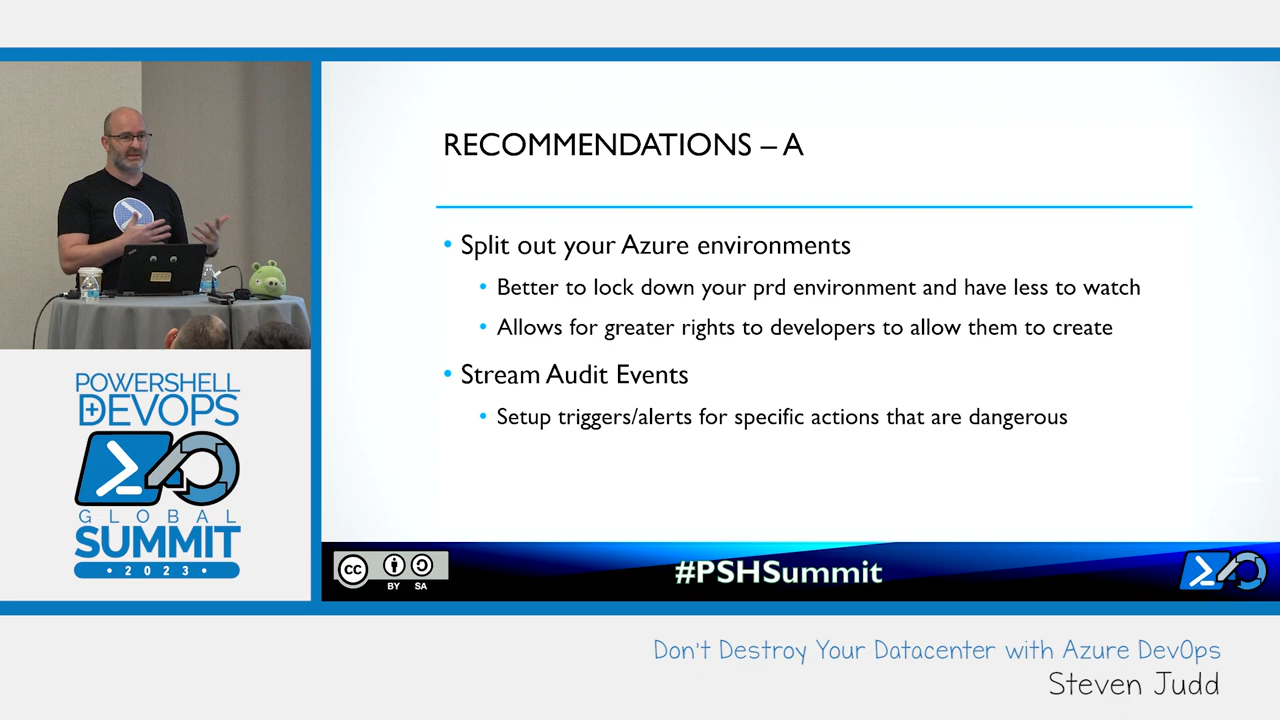 RECOMMENDATIONS – A
• Split out your Azure environments
• Better to lock down your prd environment and have less to watch
• Allows for greater rights to developers to allow them to create
• Stream Audit Events
• Setup triggers/alerts for specific actions that are dangerous
POWERSHELL
+DEVOPS
GLOBAL
SUMMIT
• 2023 •
cc
BY SA
#PSHSummit
Don't Destroy Your Datacenter with Azure DevOps
Steven Judd